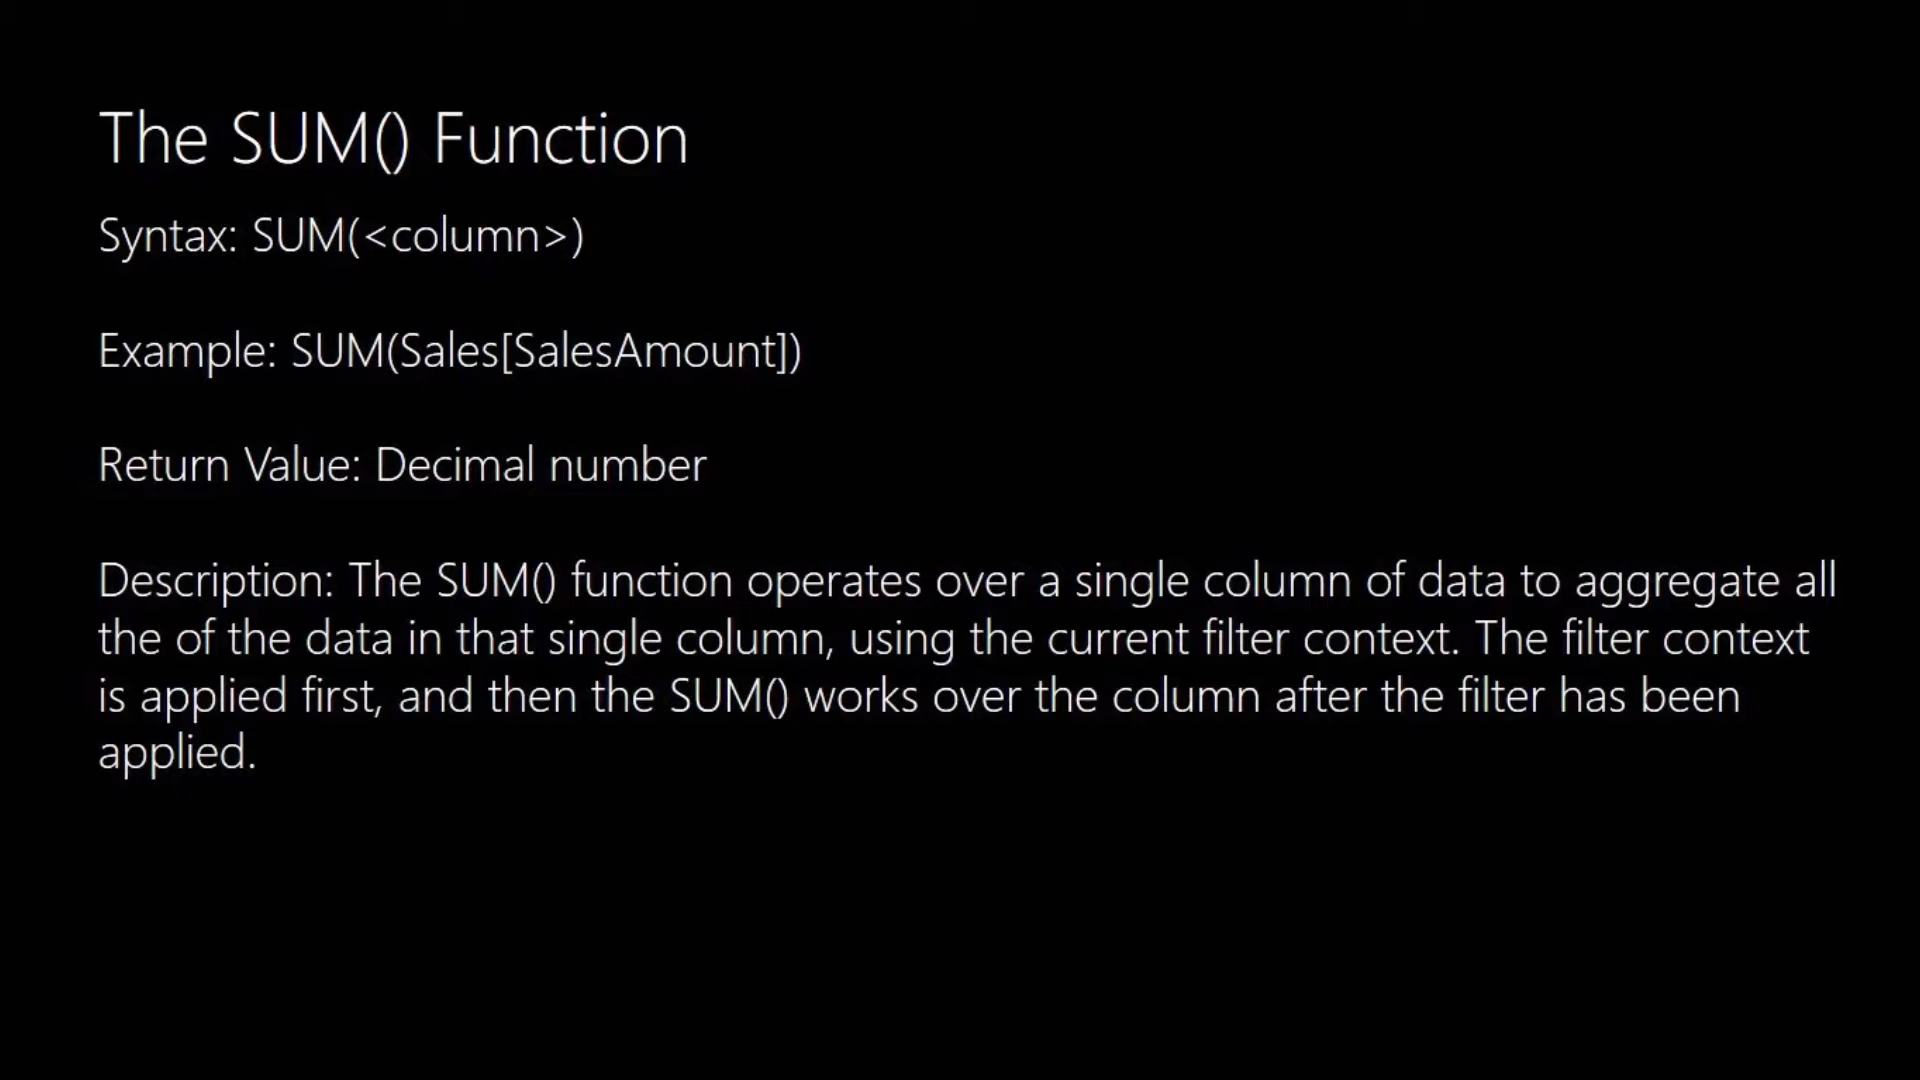 The SUM() Function
Syntax: SUM(<column>)
Example: SUM(Sales[SalesAmount])
Return Value: Decimal number
Description: The SUM() function operates over a single column of data to aggregate all
the of the data in that single column, using the current filter context. The filter context
is applied first, and then the SUM() works over the column after the filter has been
applied.